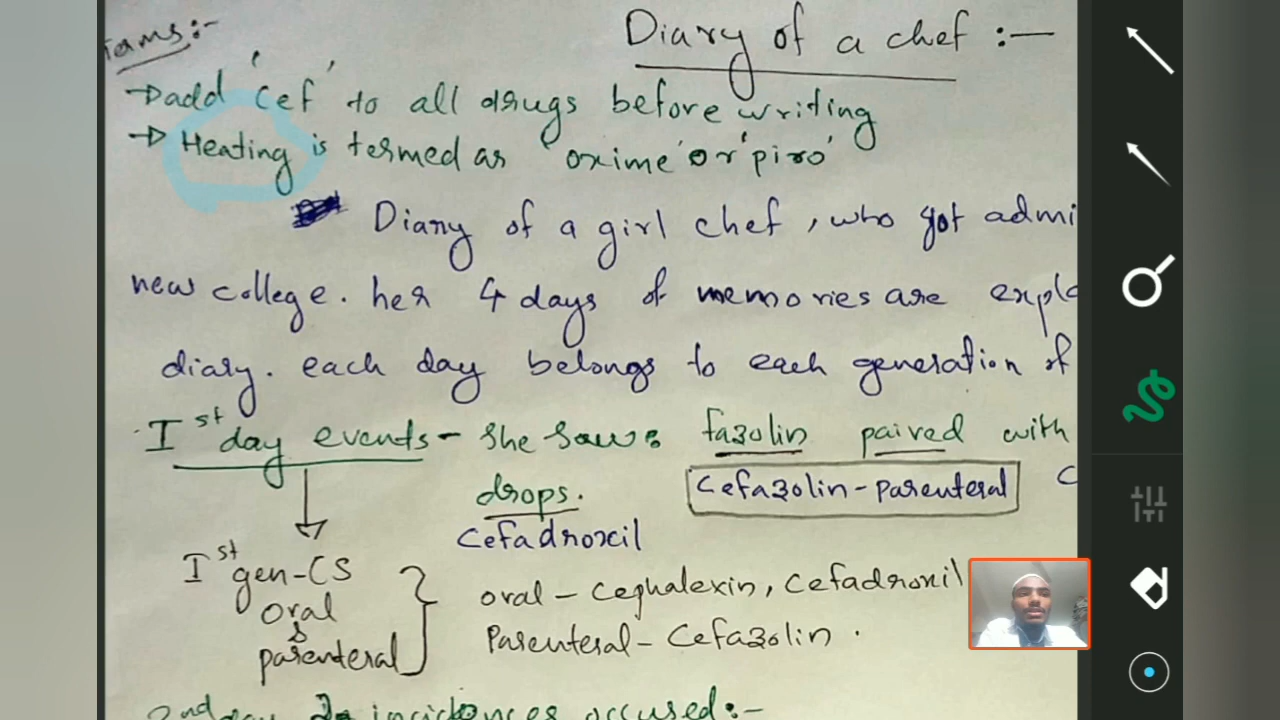 Diary of a chef :-
→ add 'cef' to all drugs before writing
→ Heating is termed as 'oxime' or 'piro'
Diary of a girl chef, who got admi
new college. her 4 days of memories are expla
diary. each day belongs to each generation of
Ist day events - she saw: fazolin paired with
drops. Cefazolin - parenteral C
Cefadroxil
Ist gen-CS
oral
&
parenteral
oral - cephalexin, cefadroxil
Parenteral - Cefazolin.
2nd day incidences occused:-